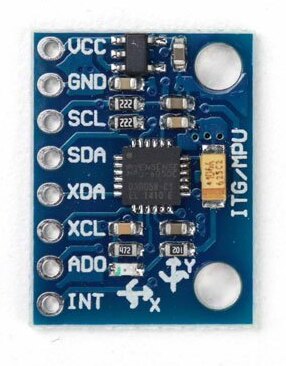 VCC
GND
SCL
SDA
XDA
XCL
ADO
INT
222
222
ITG/MPU
472
201
X
Y